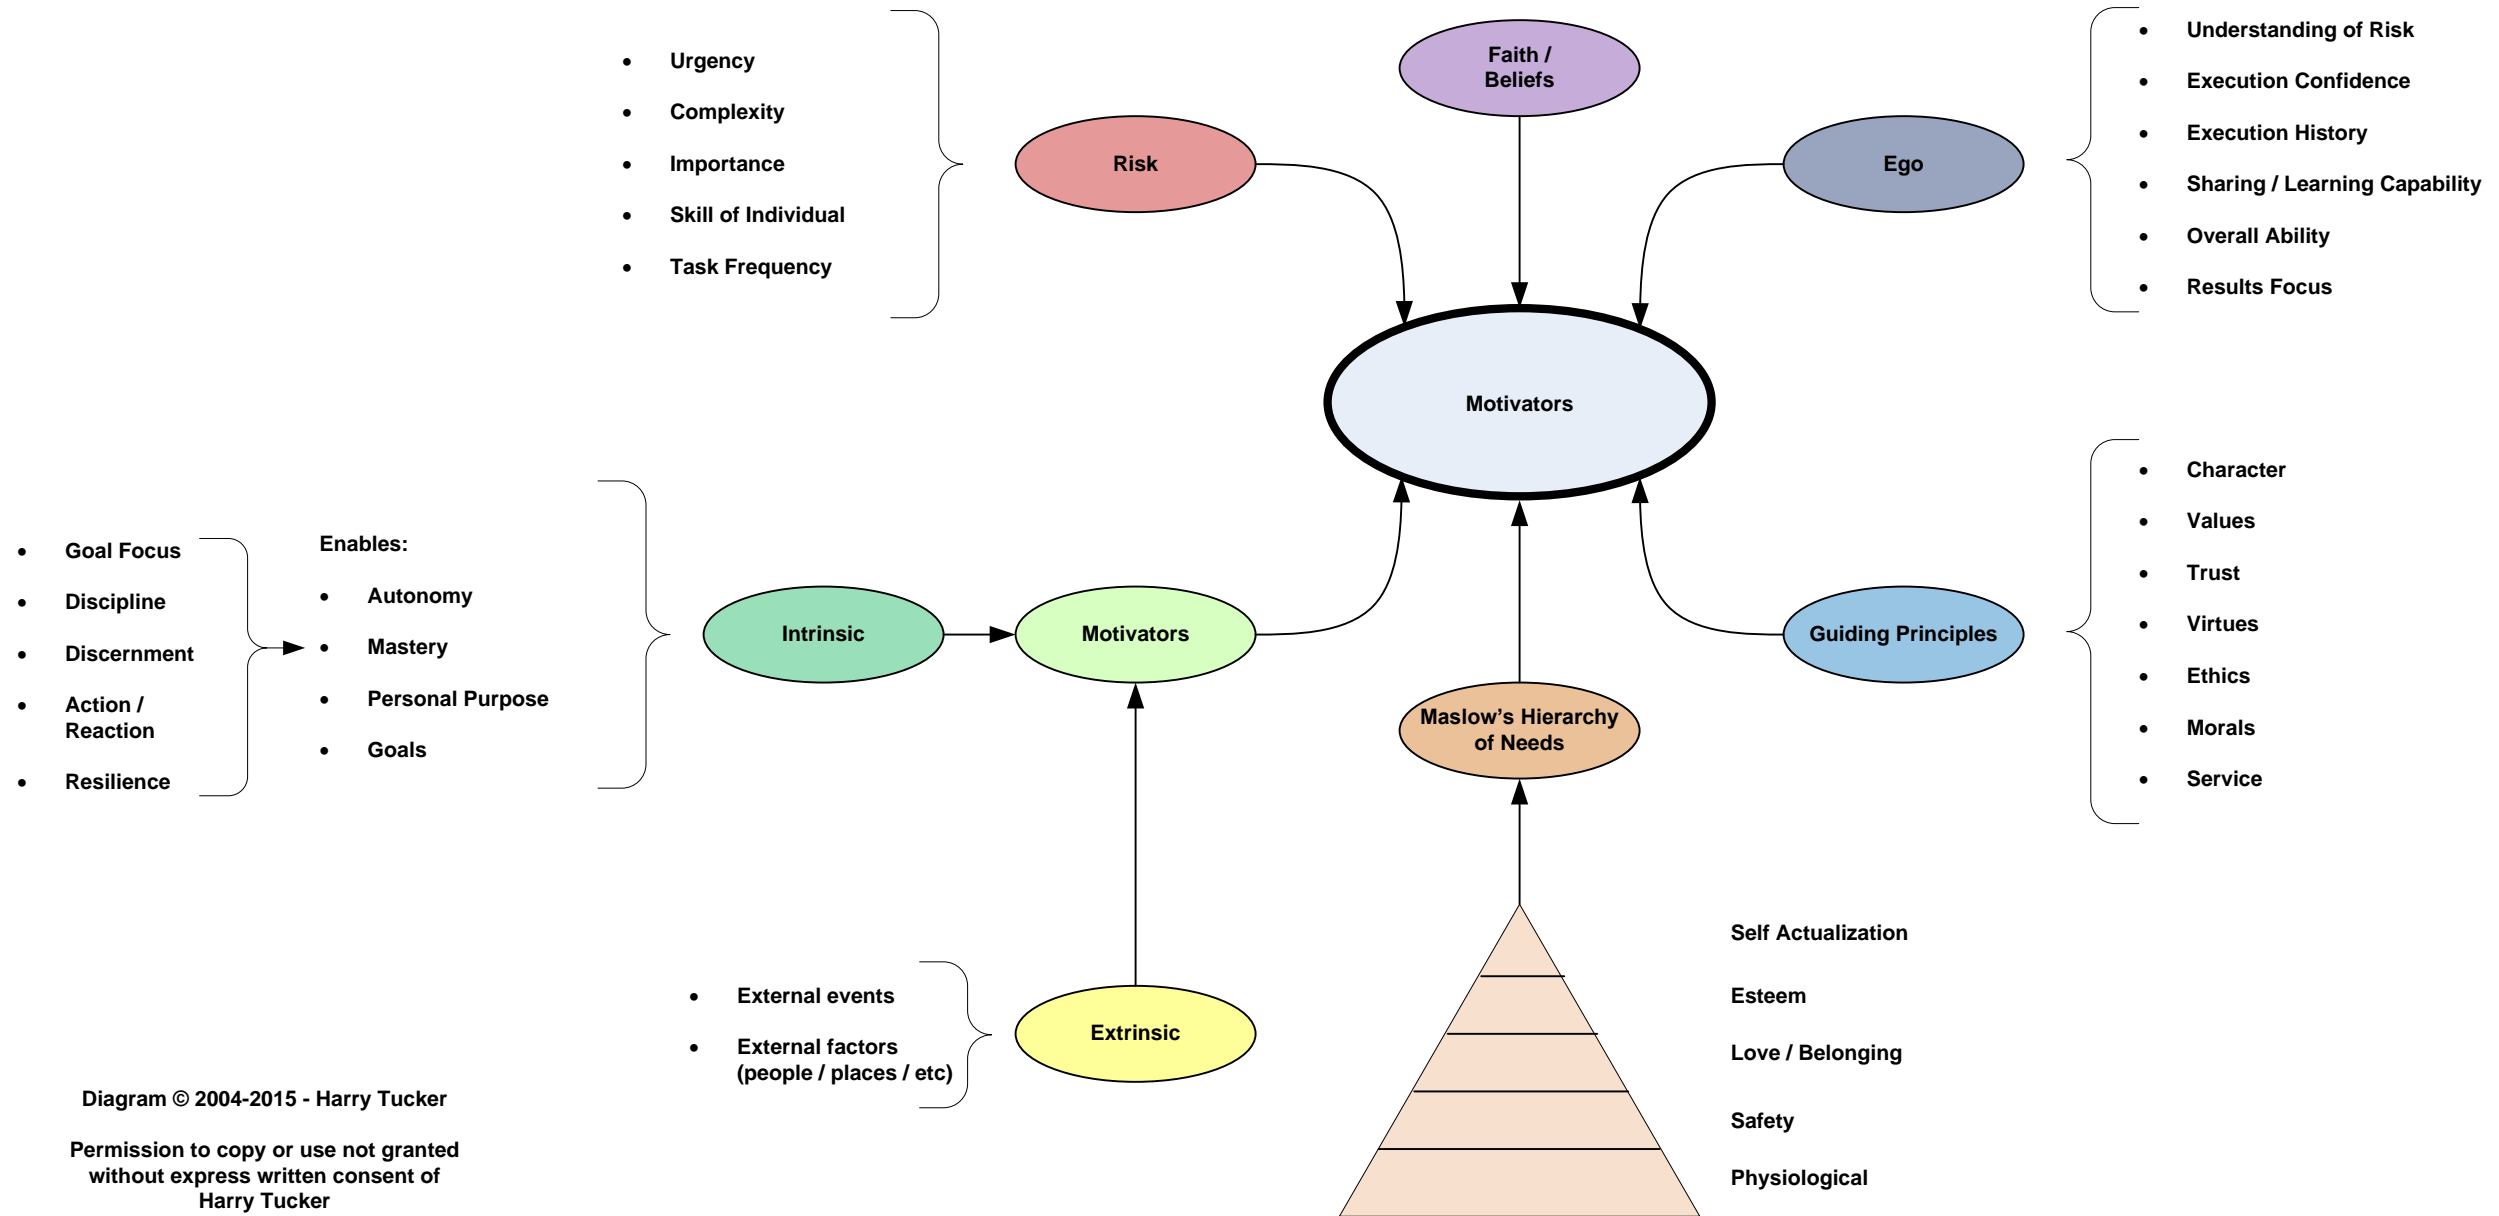 • Urgency
• Complexity
• Importance
• Skill of Individual
• Task Frequency
Risk
Faith /
Beliefs
Ego
• Understanding of Risk
• Execution Confidence
• Execution History
• Sharing / Learning Capability
• Overall Ability
• Results Focus
Motivators
• Goal Focus
• Discipline
• Discernment
• Action /
Reaction
• Resilience
Enables:
• Autonomy
• Mastery
• Personal Purpose
• Goals
Intrinsic
Motivators
Guiding Principles
• Character
• Values
• Trust
• Virtues
• Ethics
• Morals
• Service
Maslow’s Hierarchy
of Needs
• External events
• External factors
(people / places / etc)
Extrinsic
Self Actualization
Esteem
Love / Belonging
Safety
Physiological
Diagram © 2004-2015 - Harry Tucker
Permission to copy or use not granted
without express written consent of
Harry Tucker